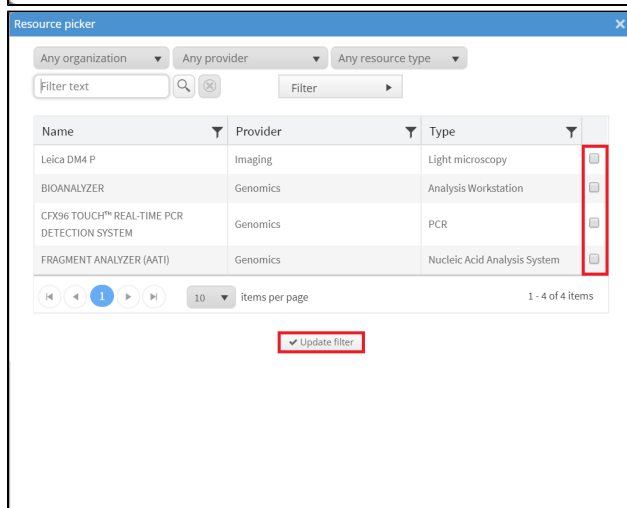 Resource picker
Any organization Any provider Any resource type
Filter text Filter
Name Provider Type
Leica DM4 P Imaging Light microscopy
BIOANALYZER Genomics Analysis Workstation
CFX96 TOUCH™ REAL-TIME PCR
DETECTION SYSTEM Genomics PCR
FRAGMENT ANALYZER (AATI) Genomics Nucleic Acid Analysis System
1 10 items per page 1 - 4 of 4 items
Update filter